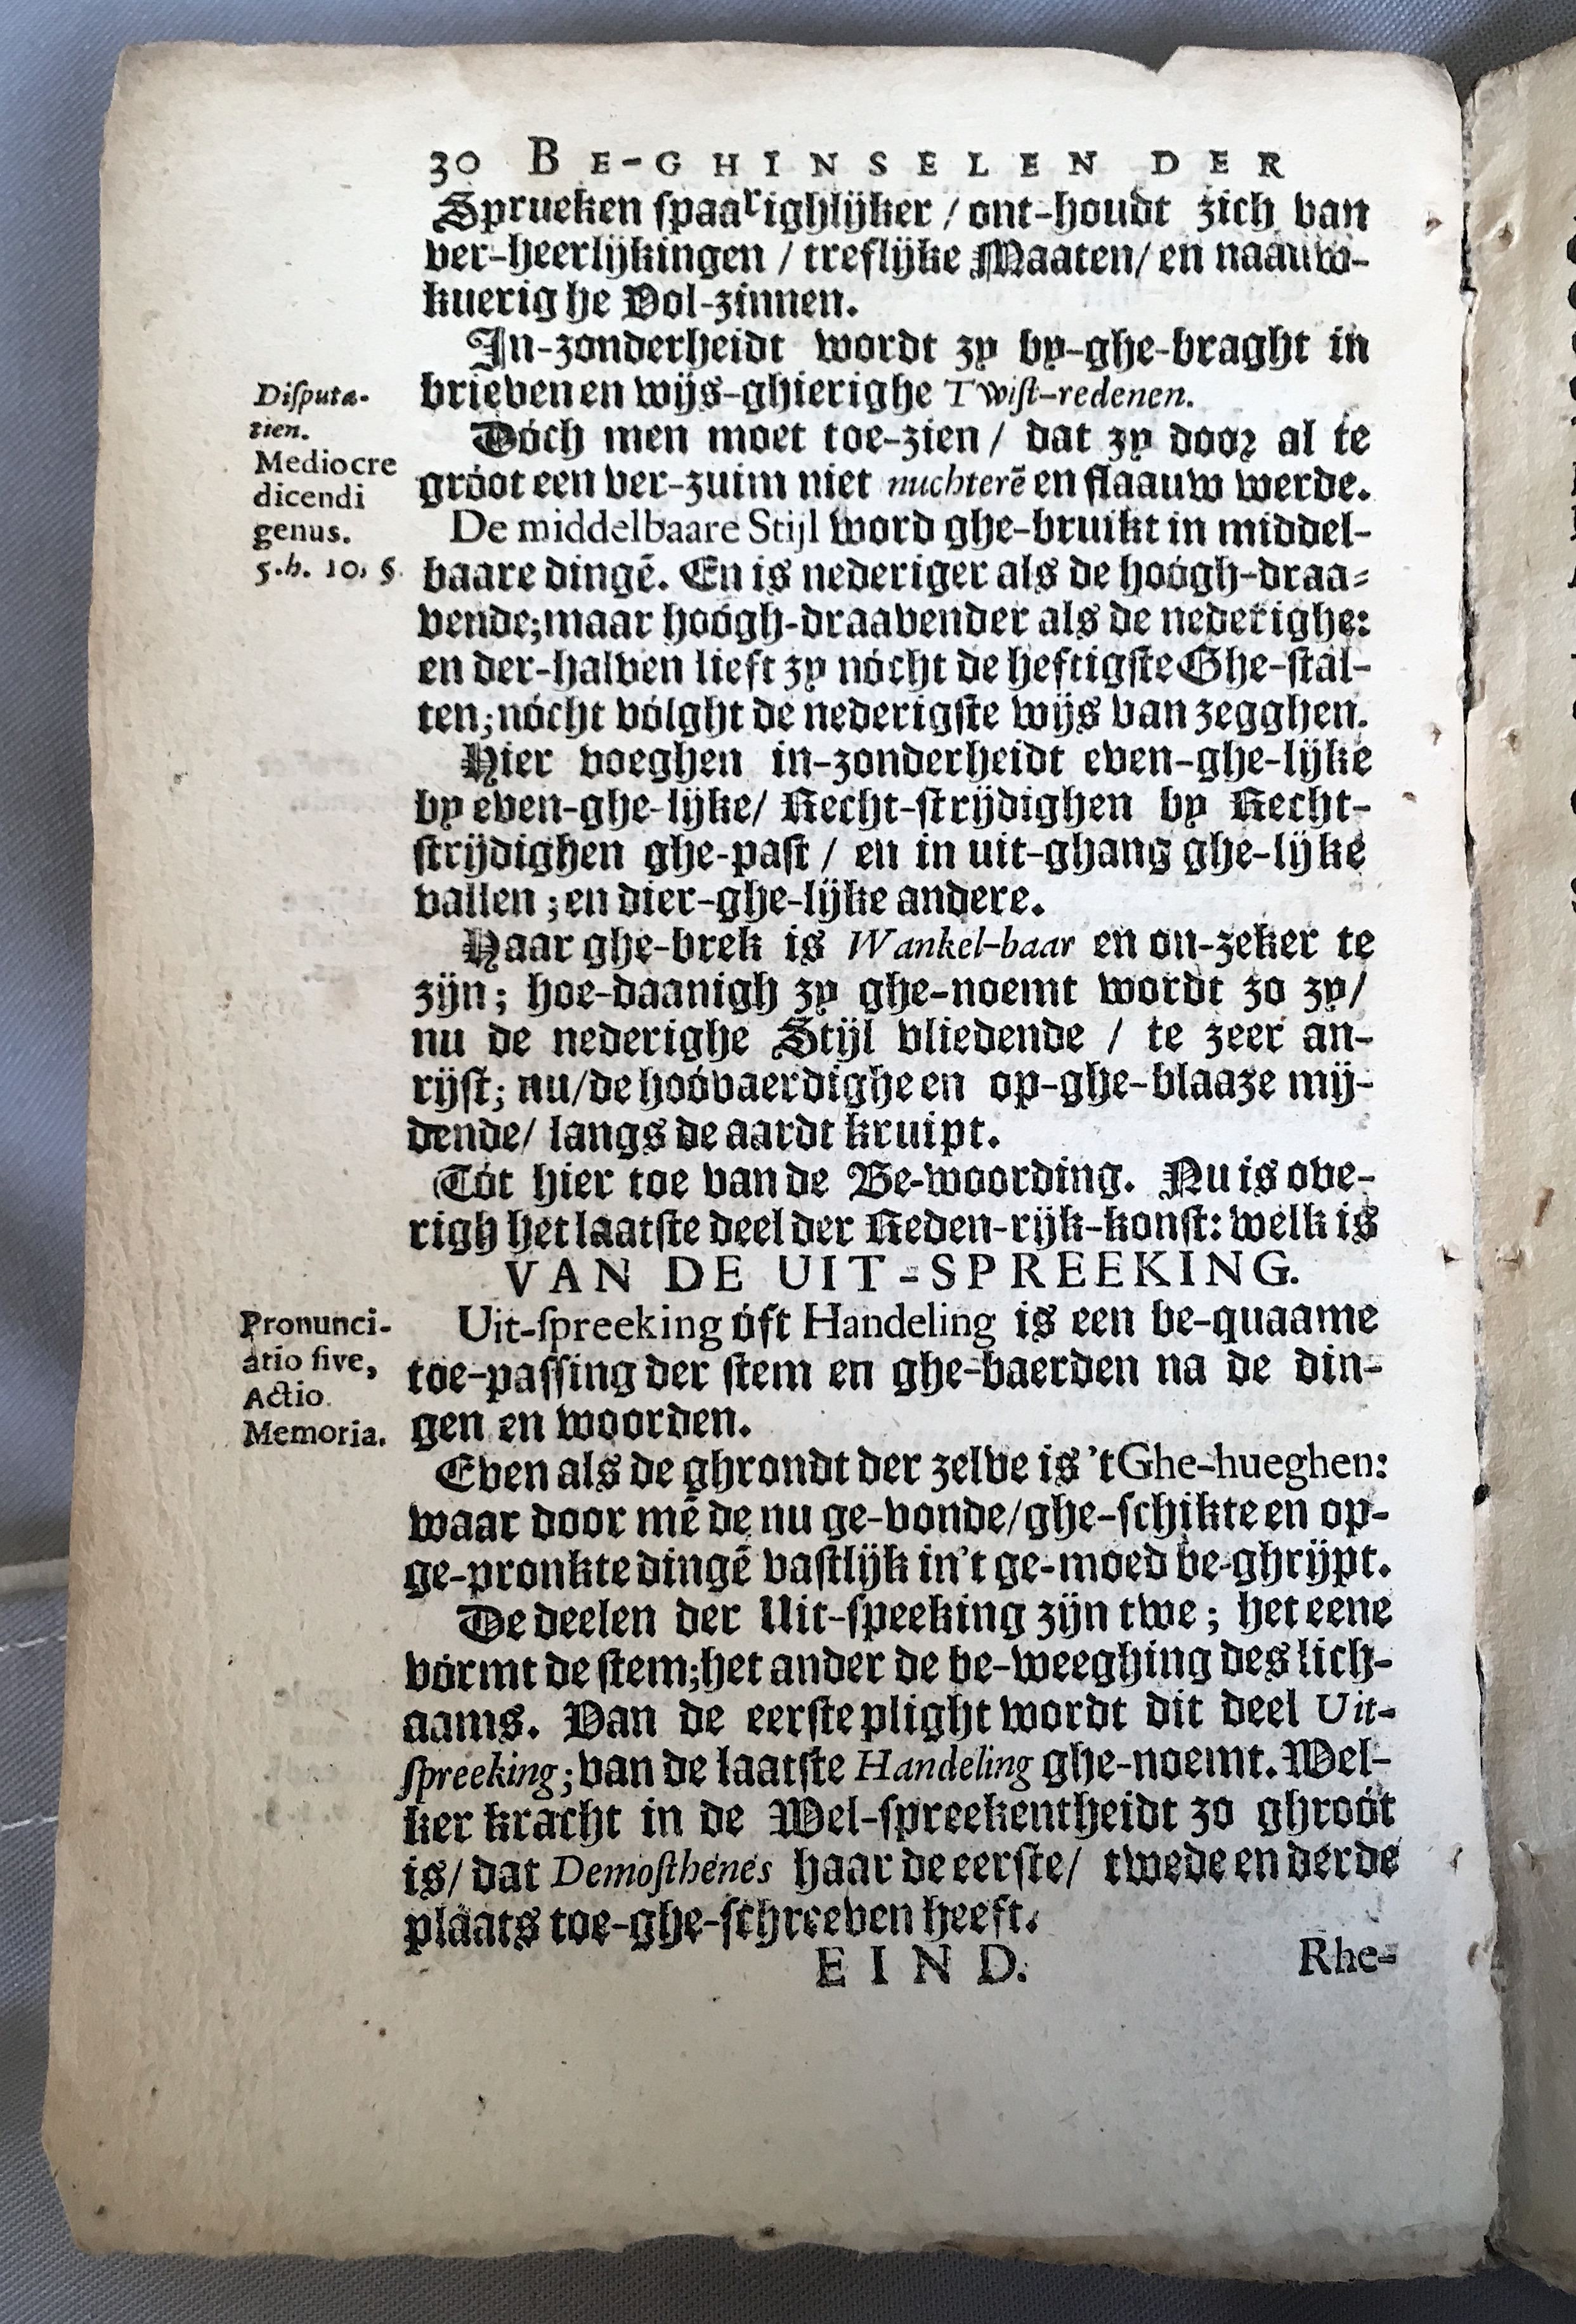 30 BE-GHINSELEN DER
Sprueken spaarighlijker / ont-houdt zich van
ver-heerlijkingen / treflijke Maaten / en naauw-
kuerighe Vol-zinnen.
In-zonderheidt wordt zy by-ghe-braght in
brieven en wijs-ghierighe Twist-redenen.
Dóch men moet toe-zien / dat zy door al te
gróot een ver-zuim niet nuchterē en flaauw werde.
De middelbaare Stijl word ghe-bruikt in middel-
baare dingē. En is nederiger als de hoógh-draa-
vende; maar hoógh-draavender als de nederighe:
en der-halven lieft zy nócht de heftigste Ghe-stal-
ten; nócht vólght de nederigste wijs van zegghen.
Hier voeghen in-zonderheidt even-ghe-lijke
by even-ghe-lijke / Recht-strijdighen by Recht-
strijdighen ghe-past / en in uit-ghang ghe-lijke
vallen ; en dier-ghe-lijke andere.
Haar ghe-brek is Wankel-baar en on-zeker te
zijn ; hoe-daanigh zy ghe-noemt wordt zo zy /
nu de nederighe Stijl vliedende / te zeer an-
rijst; nu / de hoóvaerdighe en op-ghe-blaaze mij-
dende / langs de aardt kruipt.
Tót hier toe van de Be-woording. Nu is ove-
righ het laatste deel der Reden-rijk-konst: welk is
VAN DE UIT-SPREEKING.
Uit-spreeking óft Handeling is een be-quaame
toe-passing der stem en ghe-baerden na de din-
gen en woorden.
Even als de ghrondt der zelve is 't Ghe-hueghen:
waar door mē de nu ge-vonde / ghe-schikte en op-
ge-pronkte dingē vastlijk in 't ge-moed be-ghrijpt.
De deelen der Uit-speeking zijn twe ; het eene
vórmt de stem; het ander de be-weeghing des lich-
aams. Van de eerste plight wordt dit deel Uit-
spreeking; van de laatste Handeling ghe-noemt. Wel-
ker kracht in de Wel-spreekentheidt zo ghroót
is / dat Demosthenes haar de eerste / twede en derde
plaats toe-ghe-schreeven heeft.
EIND.
Rhe-
Disputa-
tien.
Mediocre
dicendi
genus.
5. h. 10. §.
Pronunci-
atio sive,
Actio.
Memoria.